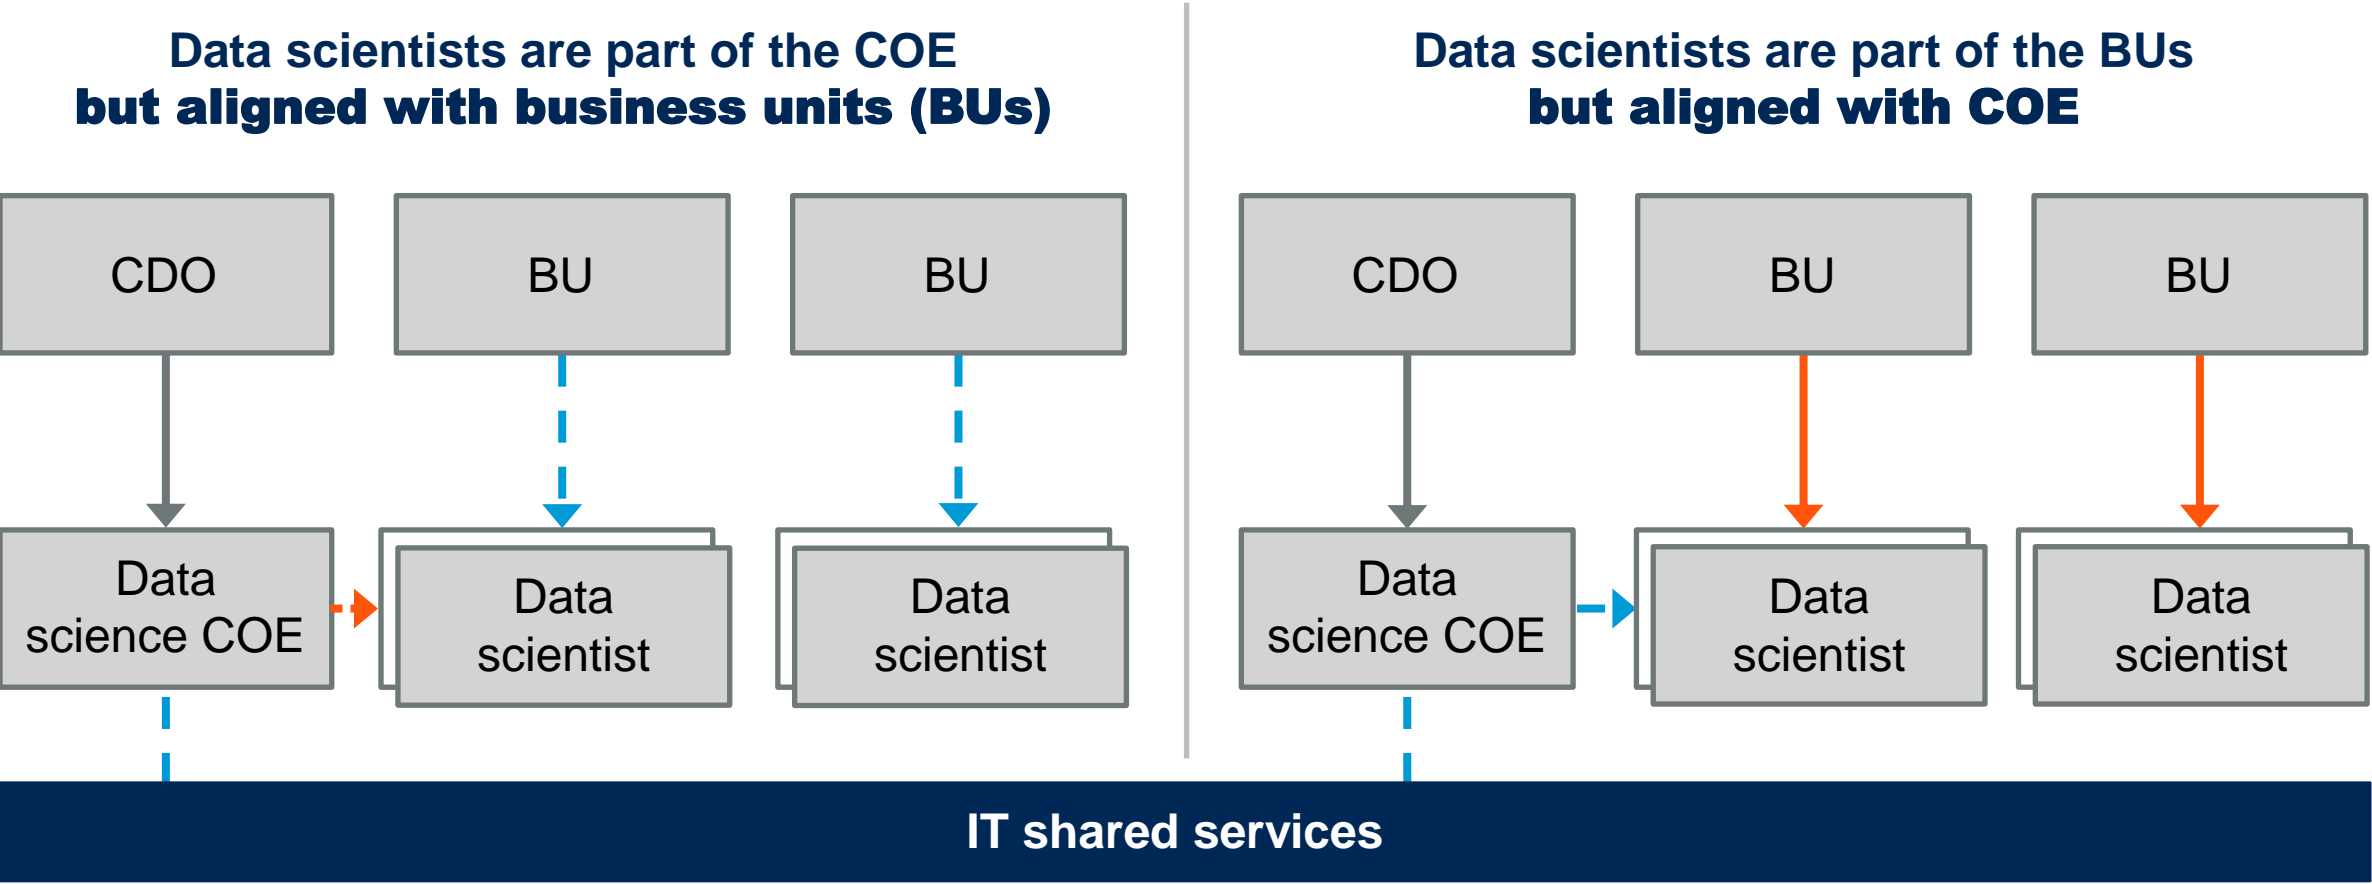 Data scientists are part of the COE
but aligned with business units (BUs)
CDO
BU
BU
Data
science COE
Data
scientist
Data
scientist
Data scientists are part of the BUs
but aligned with COE
CDO
BU
BU
Data
science COE
Data
scientist
Data
scientist
IT shared services